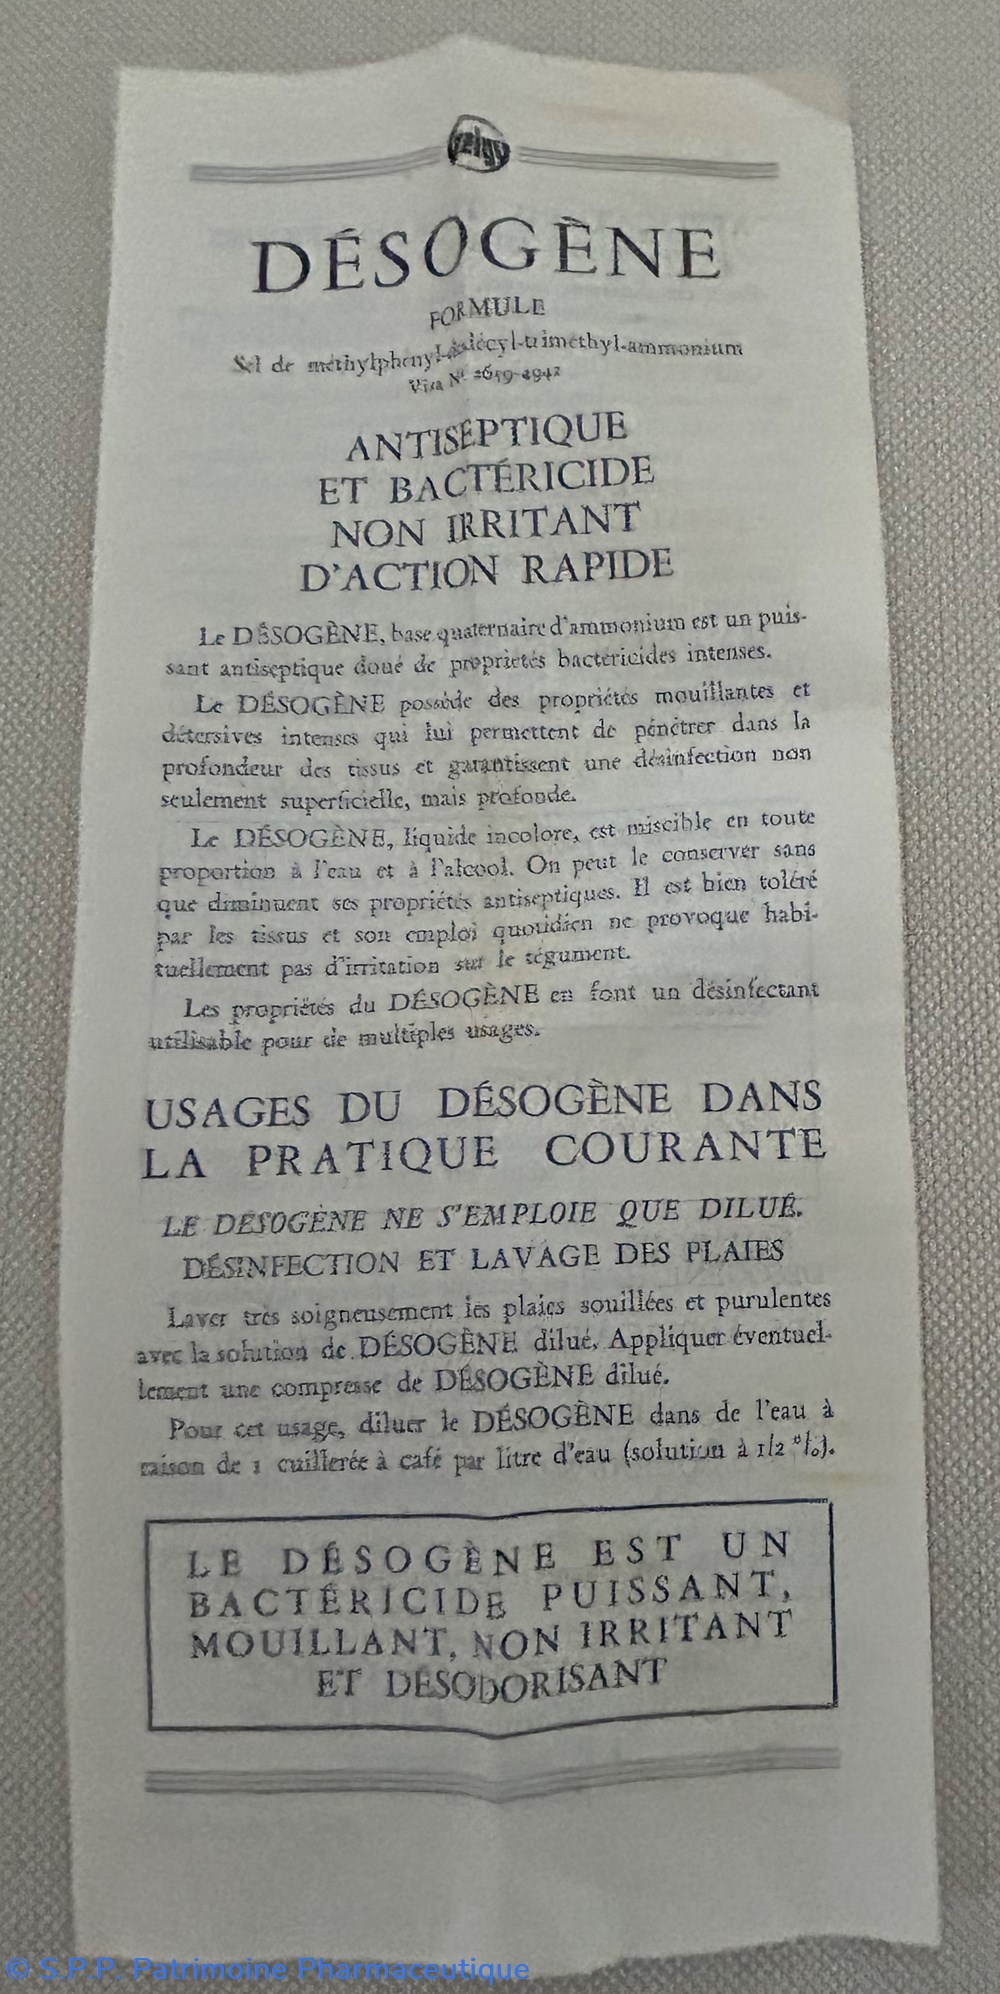 Geigy
DÉSOGÈNE
FORMULE
Sel de méthylphényl-dodécyl-trimethyl-ammonium
Visa Nº 2659-4942
ANTISEPTIQUE
ET BACTÉRICIDE
NON IRRITANT
D'ACTION RAPIDE
Le DÉSOGÈNE, base quaternaire d'ammonium est un puis-
sant antiseptique doué de propriétés bactéricides intenses.
Le DÉSOGÈNE possède des propriétés mouillantes et
détersives intenses qui lui permettent de pénétrer dans la
profondeur des tissus et garantissent une désinfection non
seulement superficielle, mais profonde.
Le DÉSOGÈNE, liquide incolore, est miscible en toute
proportion à l'eau et à l'alcool. On peut le conserver sans
que diminuent ses propriétés antiseptiques. Il est bien toléré
par les tissus et son emploi quotidien ne provoque habi-
tuellement pas d'irritation sur le tégument.
Les propriétés du DÉSOGÈNE en font un désinfectant
utilisable pour de multiples usages.
USAGES DU DÉSOGÈNE DANS
LA PRATIQUE COURANTE
LE DÉSOGÈNE NE S'EMPLOIE QUE DILUÉ.
DÉSINFECTION ET LAVAGE DES PLAIES
Laver très soigneusement les plaies souillées et purulentes
avec la solution de DÉSOGÈNE dilué. Appliquer éventuel-
lement une compresse de DÉSOGÈNE dilué.
Pour cet usage, diluer le DÉSOGÈNE dans de l'eau à
raison de 1 cuillerée à café par litre d'eau (solution à 1/2 %).
LE DÉSOGÈNE EST UN
BACTÉRICIDE PUISSANT,
MOUILLANT, NON IRRITANT
ET DÉSODORISANT
© S.P.P. Patrimoine Pharmaceutique